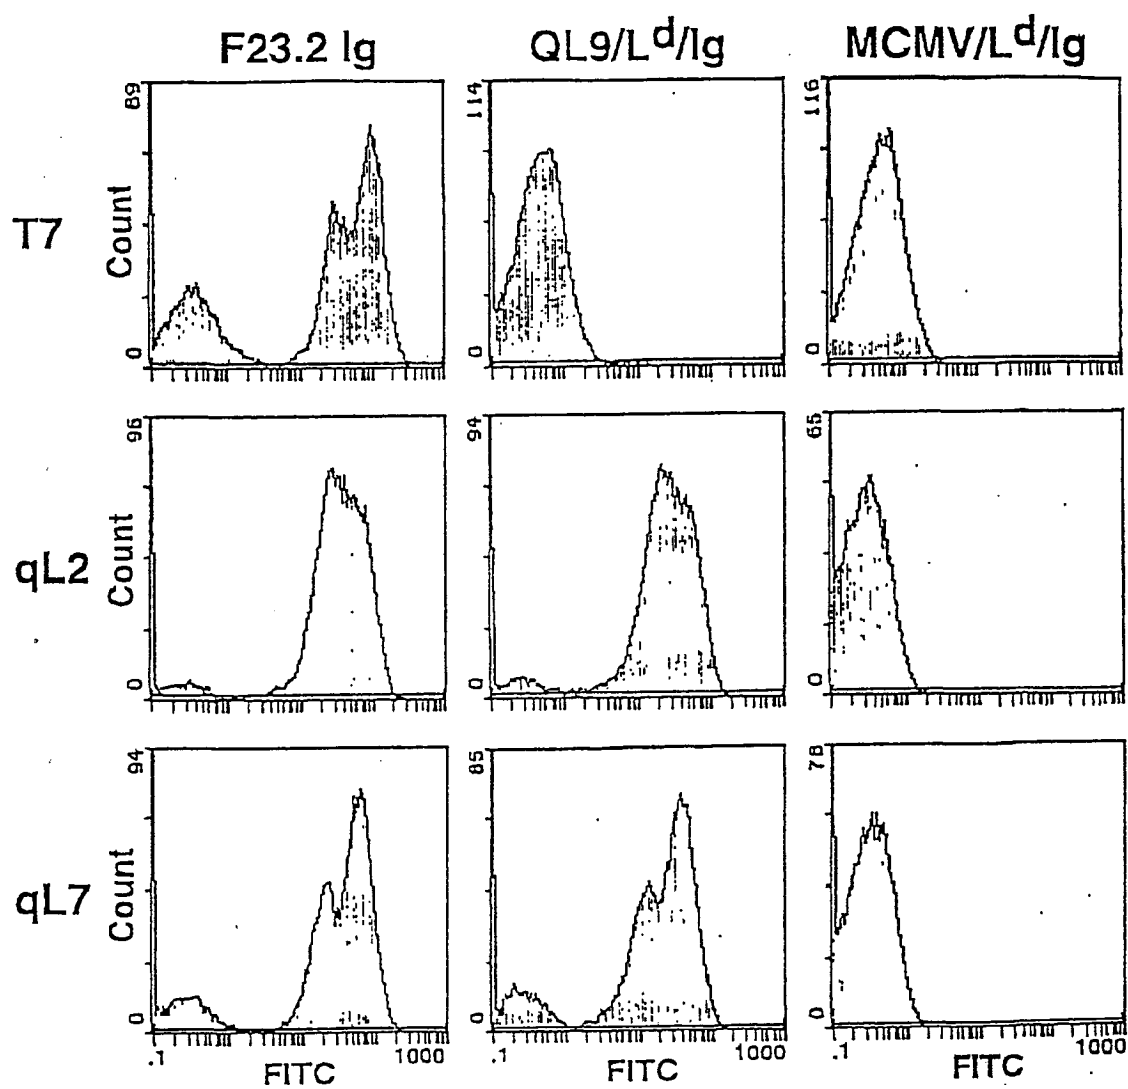 F23.2 Ig QL9/Lᵈ/Ig MCMV/Lᵈ/Ig
T7 Count 89 0 114 0 116 0
qL2 Count 96 0 94 0 65 0
qL7 Count 94 0 85 0 78 0
.1 1000 .1 1000 .1 1000
FITC FITC FITC